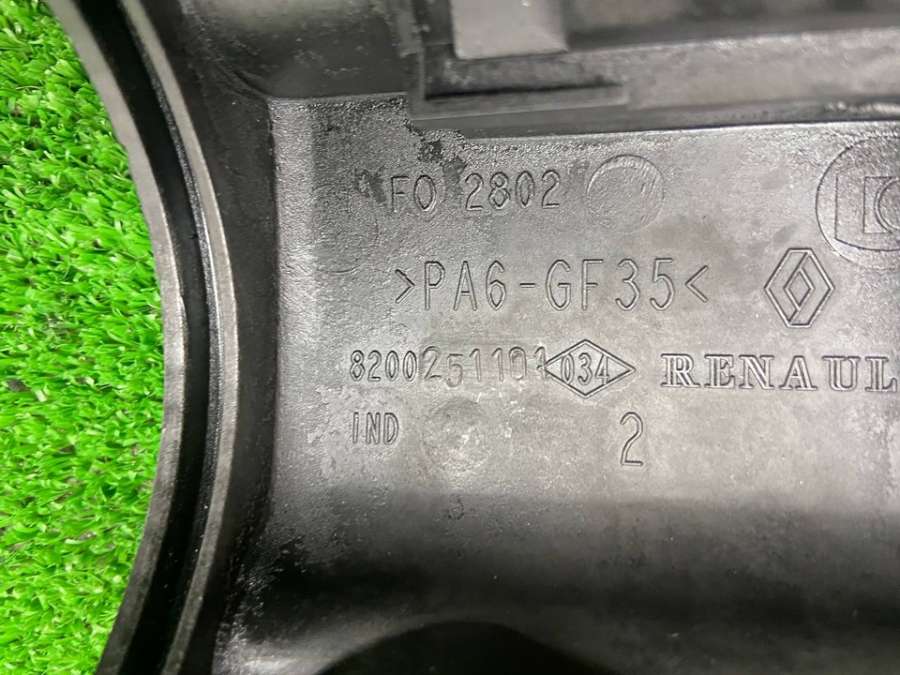 FO 2802
>PA6-GF35<
8200251101 034 RENAUL
IND 2